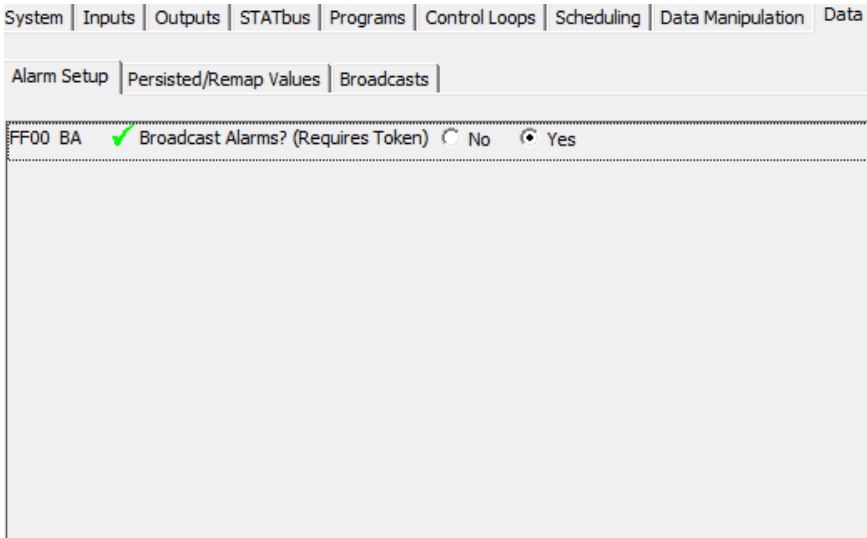 System Inputs Outputs STATbus Programs Control Loops Scheduling Data Manipulation Data
Alarm Setup Persisted/Remap Values Broadcasts
FF00 BA Broadcast Alarms? (Requires Token) No Yes